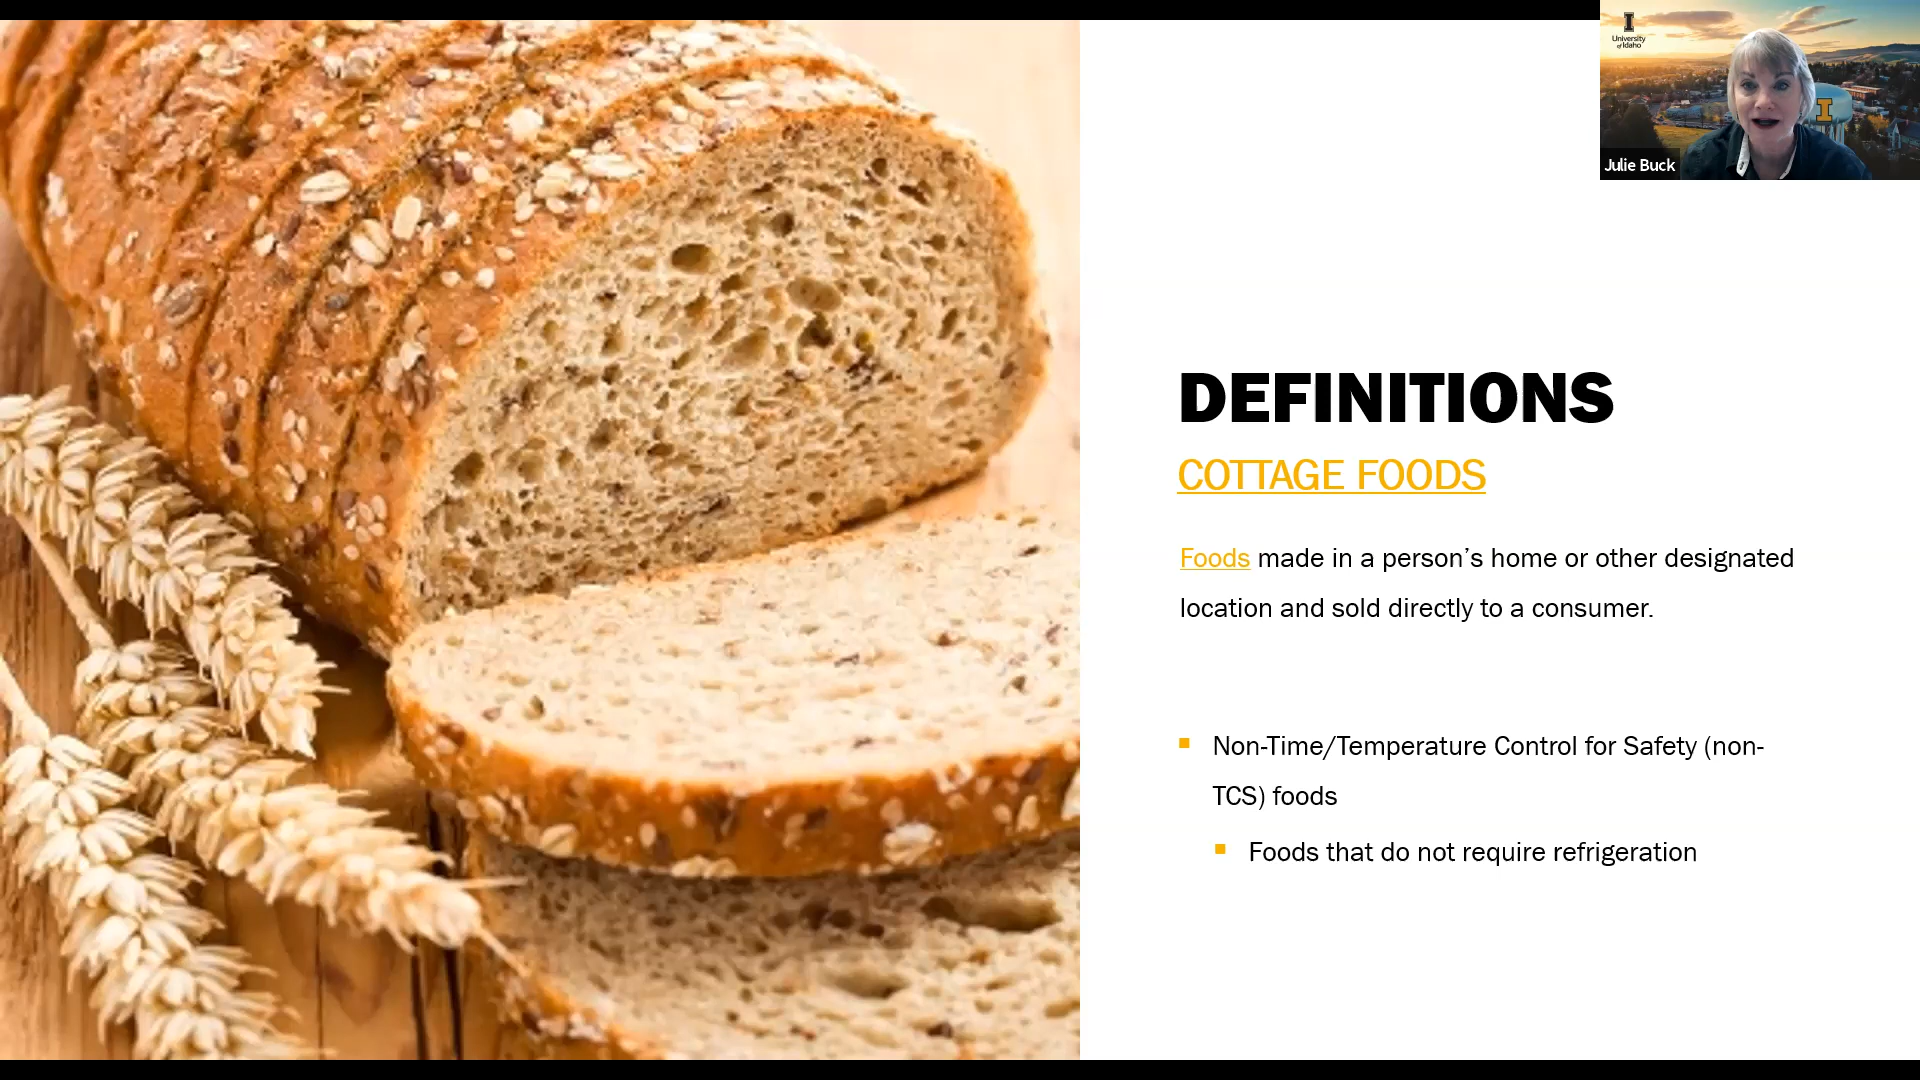 University
of Idaho
I
Julie Buck
DEFINITIONS
COTTAGE FOODS
Foods made in a person’s home or other designated
location and sold directly to a consumer.
Non-Time/Temperature Control for Safety (non-
TCS) foods
Foods that do not require refrigeration